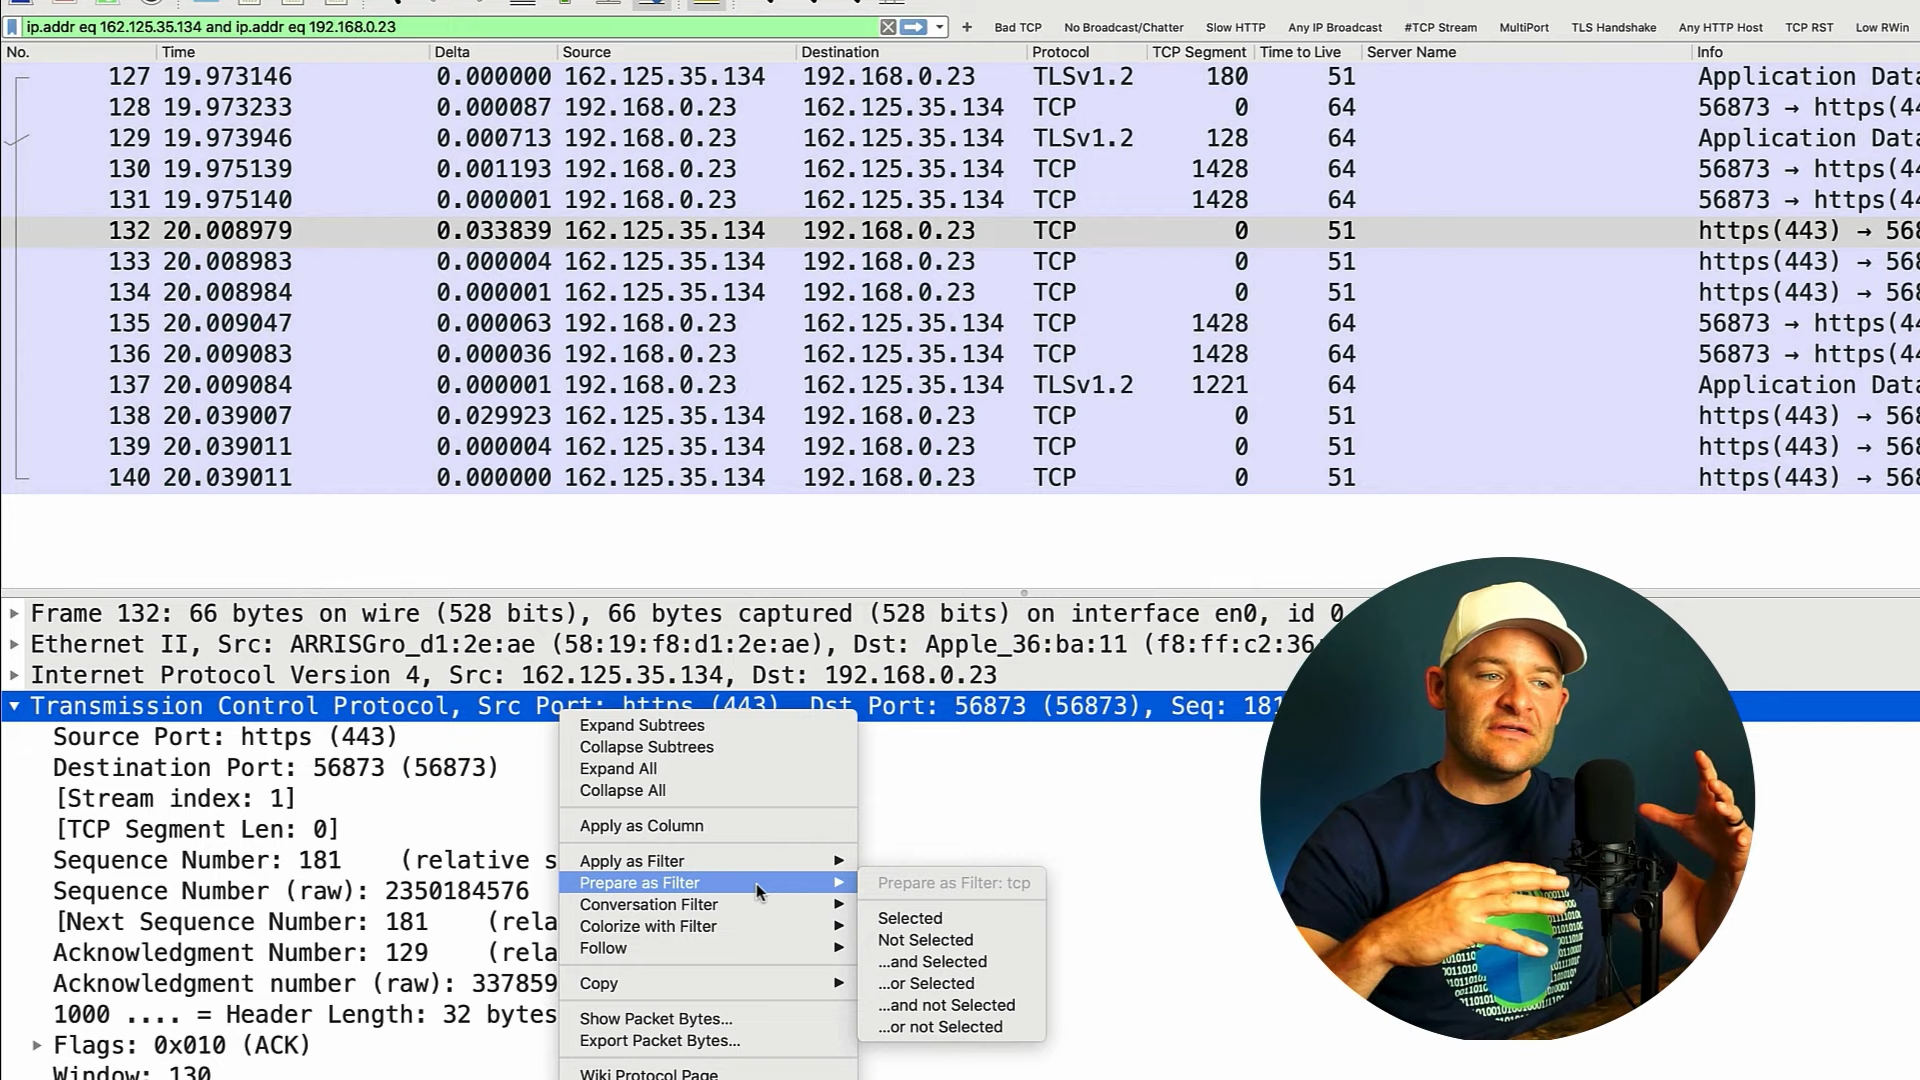 ip.addr eq 162.125.35.134 and ip.addr eq 192.168.0.23 + Bad TCP No Broadcast/Chatter Slow HTTP Any IP Broadcast #TCP Stream MultiPort TLS Handshake Any HTTP Host TCP RST Low RWin
No. Time Delta Source Destination Protocol TCP Segment Time to Live Server Name Info
127 19.973146 0.000000 162.125.35.134 192.168.0.23 TLSv1.2 180 51 Application Data
128 19.973233 0.000087 192.168.0.23 162.125.35.134 TCP 0 64 56873 → https(44
129 19.973946 0.000713 192.168.0.23 162.125.35.134 TLSv1.2 128 64 Application Data
130 19.975139 0.001193 192.168.0.23 162.125.35.134 TCP 1428 64 56873 → https(44
131 19.975140 0.000001 192.168.0.23 162.125.35.134 TCP 1428 64 56873 → https(44
132 20.008979 0.033839 162.125.35.134 192.168.0.23 TCP 0 51 https(443) → 568
133 20.008983 0.000004 162.125.35.134 192.168.0.23 TCP 0 51 https(443) → 568
134 20.008984 0.000001 162.125.35.134 192.168.0.23 TCP 0 51 https(443) → 568
135 20.009047 0.000063 192.168.0.23 162.125.35.134 TCP 1428 64 56873 → https(44
136 20.009083 0.000036 192.168.0.23 162.125.35.134 TCP 1428 64 56873 → https(44
137 20.009084 0.000001 192.168.0.23 162.125.35.134 TLSv1.2 1221 64 Application Data
138 20.039007 0.029923 162.125.35.134 192.168.0.23 TCP 0 51 https(443) → 568
139 20.039011 0.000004 162.125.35.134 192.168.0.23 TCP 0 51 https(443) → 568
140 20.039011 0.000000 162.125.35.134 192.168.0.23 TCP 0 51 https(443) → 568
Frame 132: 66 bytes on wire (528 bits), 66 bytes captured (528 bits) on interface en0, id 0
Ethernet II, Src: ARRISGro_d1:2e:ae (58:19:f8:d1:2e:ae), Dst: Apple_36:ba:11 (f8:ff:c2:36:
Internet Protocol Version 4, Src: 162.125.35.134, Dst: 192.168.0.23
Transmission Control Protocol, Src Port: https (443), Dst Port: 56873 (56873), Seq: 181
Source Port: https (443)
Destination Port: 56873 (56873)
[Stream index: 1]
[TCP Segment Len: 0]
Sequence Number: 181 (relative s
Sequence Number (raw): 2350184576
[Next Sequence Number: 181 (rela
Acknowledgment Number: 129 (rela
Acknowledgment number (raw): 337859
1000 .... = Header Length: 32 bytes
Flags: 0x010 (ACK)
Window: 130
Expand Subtrees
Collapse Subtrees
Expand All
Collapse All
Apply as Column
Apply as Filter
Prepare as Filter
Conversation Filter
Colorize with Filter
Follow
Copy
Show Packet Bytes...
Export Packet Bytes...
Wiki Protocol Page
Prepare as Filter: tcp
Selected
Not Selected
...and Selected
...or Selected
...and not Selected
...or not Selected